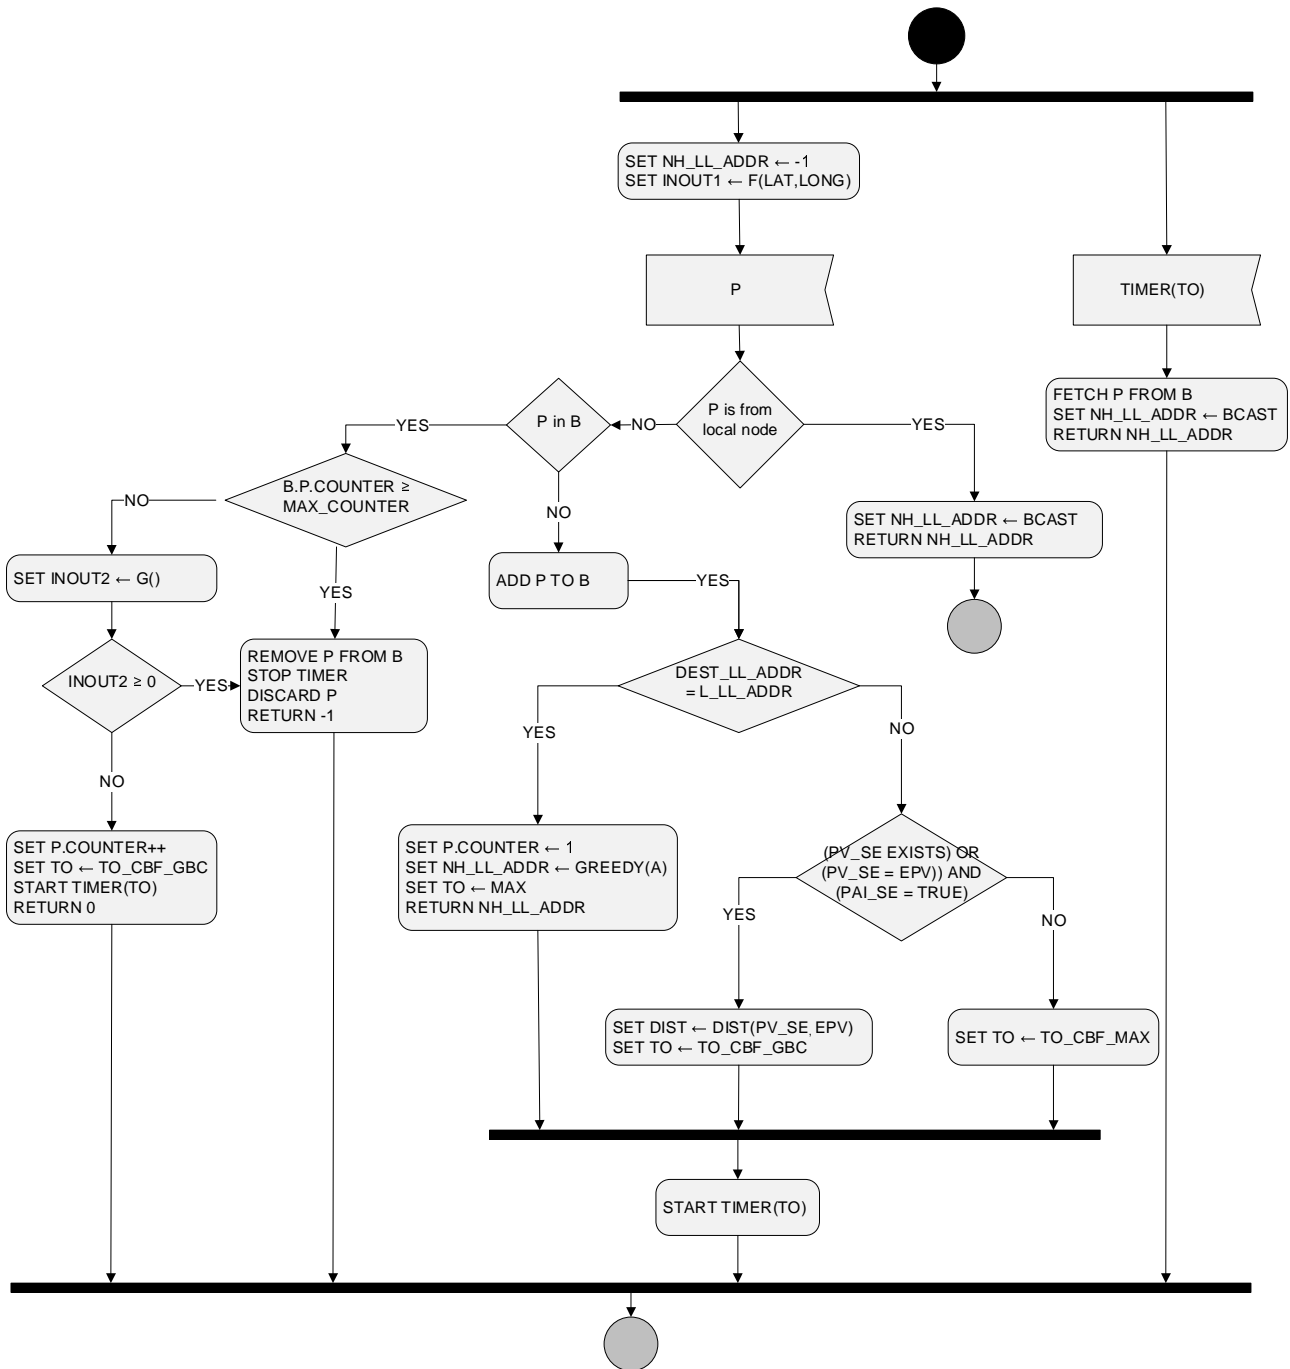 SET NH_LL_ADDR ← -1
SET INOUT1 ← F(LAT,LONG)
P
TIMER(TO)
P is from
local node
NO
YES
P in B
YES
NO
FETCH P FROM B
SET NH_LL_ADDR ← BCAST
RETURN NH_LL_ADDR
B.P.COUNTER ≥
MAX_COUNTER
NO
YES
SET NH_LL_ADDR ← BCAST
RETURN NH_LL_ADDR
SET INOUT2 ← G()
ADD P TO B
YES
INOUT2 ≥ 0
YES
NO
REMOVE P FROM B
STOP TIMER
DISCARD P
RETURN -1
DEST_LL_ADDR
= L_LL_ADDR
YES
NO
SET P.COUNTER++
SET TO ← TO_CBF_GBC
START TIMER(TO)
RETURN 0
SET P.COUNTER ← 1
SET NH_LL_ADDR ← GREEDY(A)
SET TO ← MAX
RETURN NH_LL_ADDR
(PV_SE EXISTS) OR
(PV_SE = EPV)) AND
(PAI_SE = TRUE)
YES
NO
SET DIST ← DIST(PV_SE, EPV)
SET TO ← TO_CBF_GBC
SET TO ← TO_CBF_MAX
START TIMER(TO)